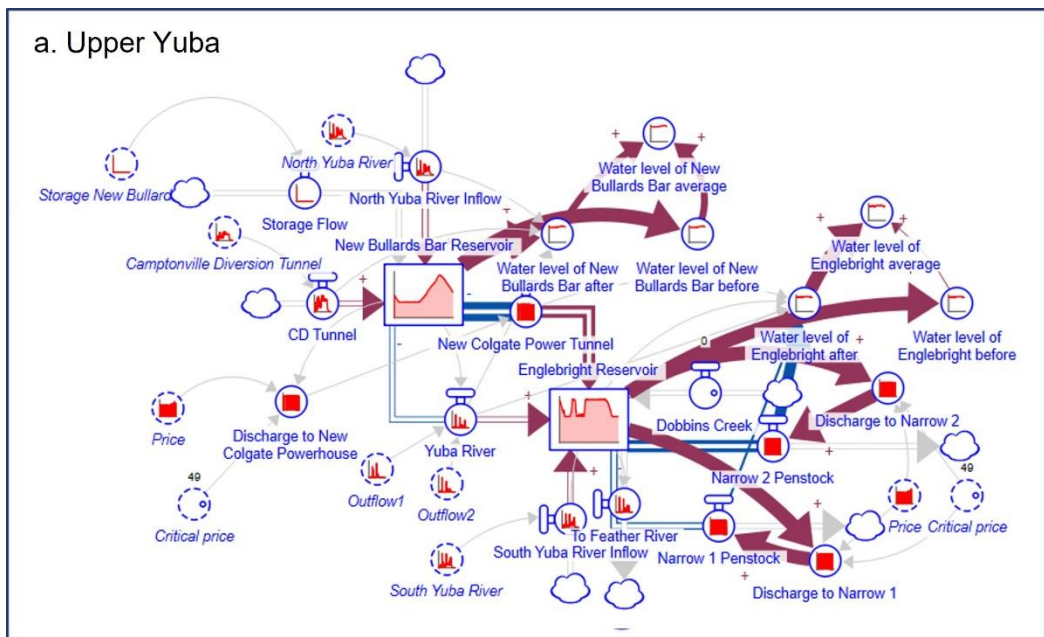 a. Upper Yuba
North Yuba River
Storage New Bullard
Storage Flow
North Yuba River Inflow
Water level of New
Bullards Bar average
Camptonville Diversion Tunnel
New Bullards Bar Reservoir
Water level of New
Bullards Bar after
Water level of New
Bullards Bar before
Water level of
Englebright average
CD Tunnel
New Colgate Power Tunnel
0
Water level of
Englebright after
Water level of
Englebright before
Englebright Reservoir
Price
Discharge to New
Colgate Powerhouse
Yuba River
Dobbins Creek
Discharge to Narrow 2
49
Critical price
Outflow1
Outflow2
Narrow 2 Penstock
49
Price
Critical price
To Feather River
South Yuba River Inflow
Narrow 1 Penstock
South Yuba River
Discharge to Narrow 1